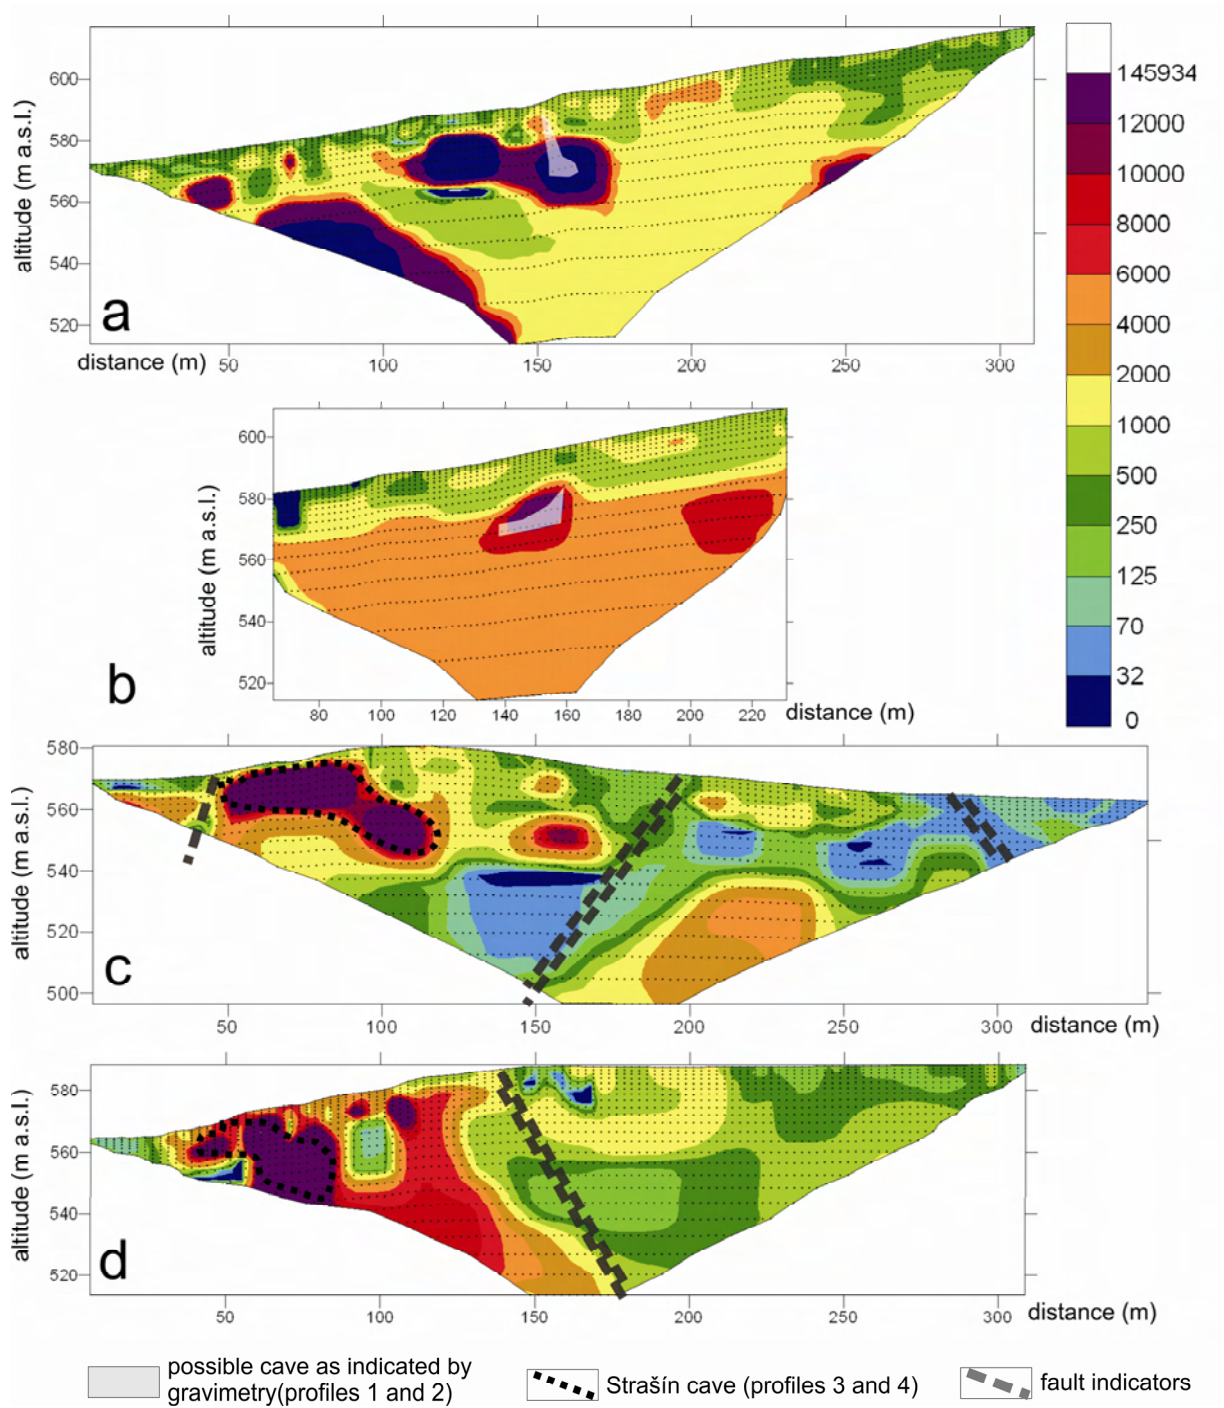 600
580
560
540
520
altitude (m a.s.l.)
a
distance (m) 50 100 150 200 250 300
145934
12000
10000
8000
6000
4000
2000
1000
500
250
125
70
32
0
600
580
560
540
520
altitude (m a.s.l.)
b
80 100 120 140 160 180 200 220 distance (m)
580
560
540
520
500
altitude (m a.s.l.)
c
50 100 150 200 250 300 distance (m)
580
560
540
520
altitude (m a.s.l.)
d
50 100 150 200 250 300 distance (m)
possible cave as indicated by
gravimetry(profiles 1 and 2)
Strašín cave (profiles 3 and 4)
fault indicators